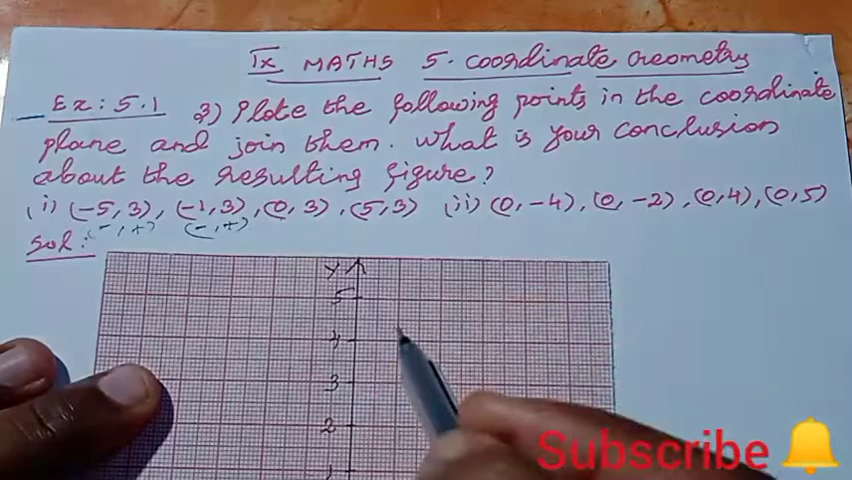 IX MATHS 5. Coordinate Geometry
Ex: 5.1 3) Plote the following points in the coordinate
plane and join them. What is your conclusion
about the resulting figure?
(i) (-5, 3), (-1, 3), (0, 3), (5, 3) (ii) (0, -4), (0, -2), (0, 4), (0, 5)
(-, +) (-, +)
Sol:
Y
5
4
3
2
1
Subscribe